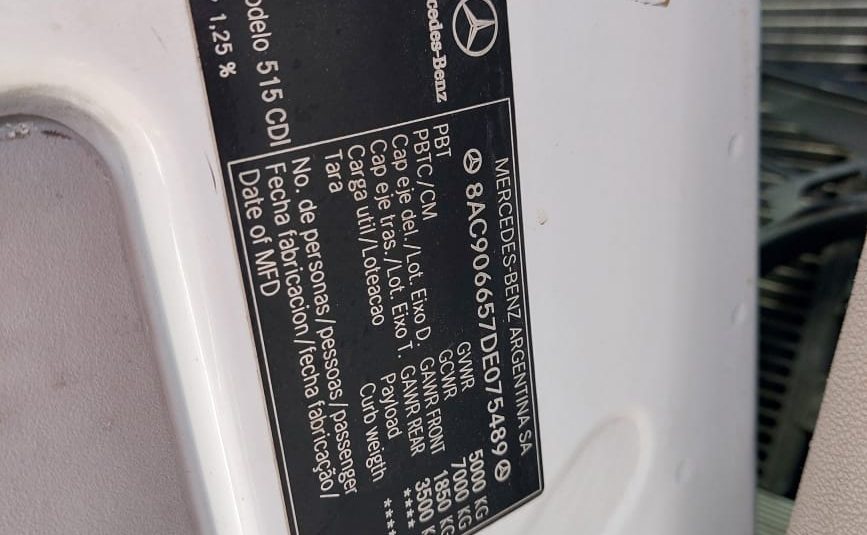 Mercedes-Benz
Modelo 515 CDI
1,25 %
MERCEDES-BENZ ARGENTINA SA
8AC906657DE075489
PBT GVWR 5000 KG
PBTC/CM GCWR 7000 KG
Cap eje del./Lot. Eixo D. GAWR FRONT 1850 KG
Cap eje tras./Lot. Eixo T. GAWR REAR 3500 K
Carga util/Loteacao Payload ****
Tara Curb weigth ****
No. de personas/pessoas/passenger
Fecha fabricacion/fecha fabricação/
Date of MFD